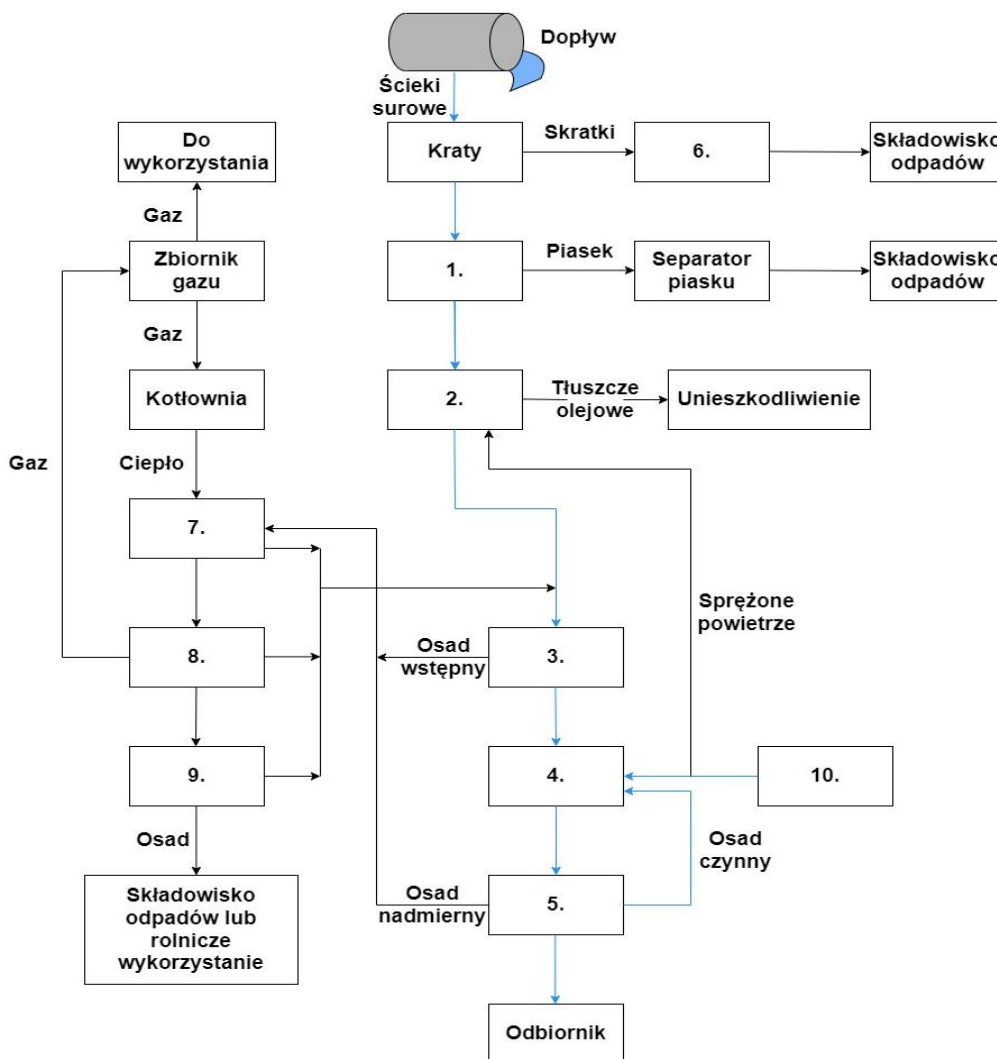 Dopływ
Ścieki
surowe
Kraty
Skratki
6.
Składowisko
odpadów
Do
wykorzystania
Gaz
Zbiornik
gazu
1.
Piasek
Separator
piasku
Składowisko
odpadów
Gaz
Kotłownia
2.
Tłuszcze
olejowe
Unieszkodliwienie
Gaz
Ciepło
7.
Sprężone
powietrze
8.
Osad
wstępny
3.
9.
4.
10.
Osad
Osad
czynny
Składowisko
odpadów lub
rolnicze
wykorzystanie
Osad
nadmierny
5.
Odbiornik